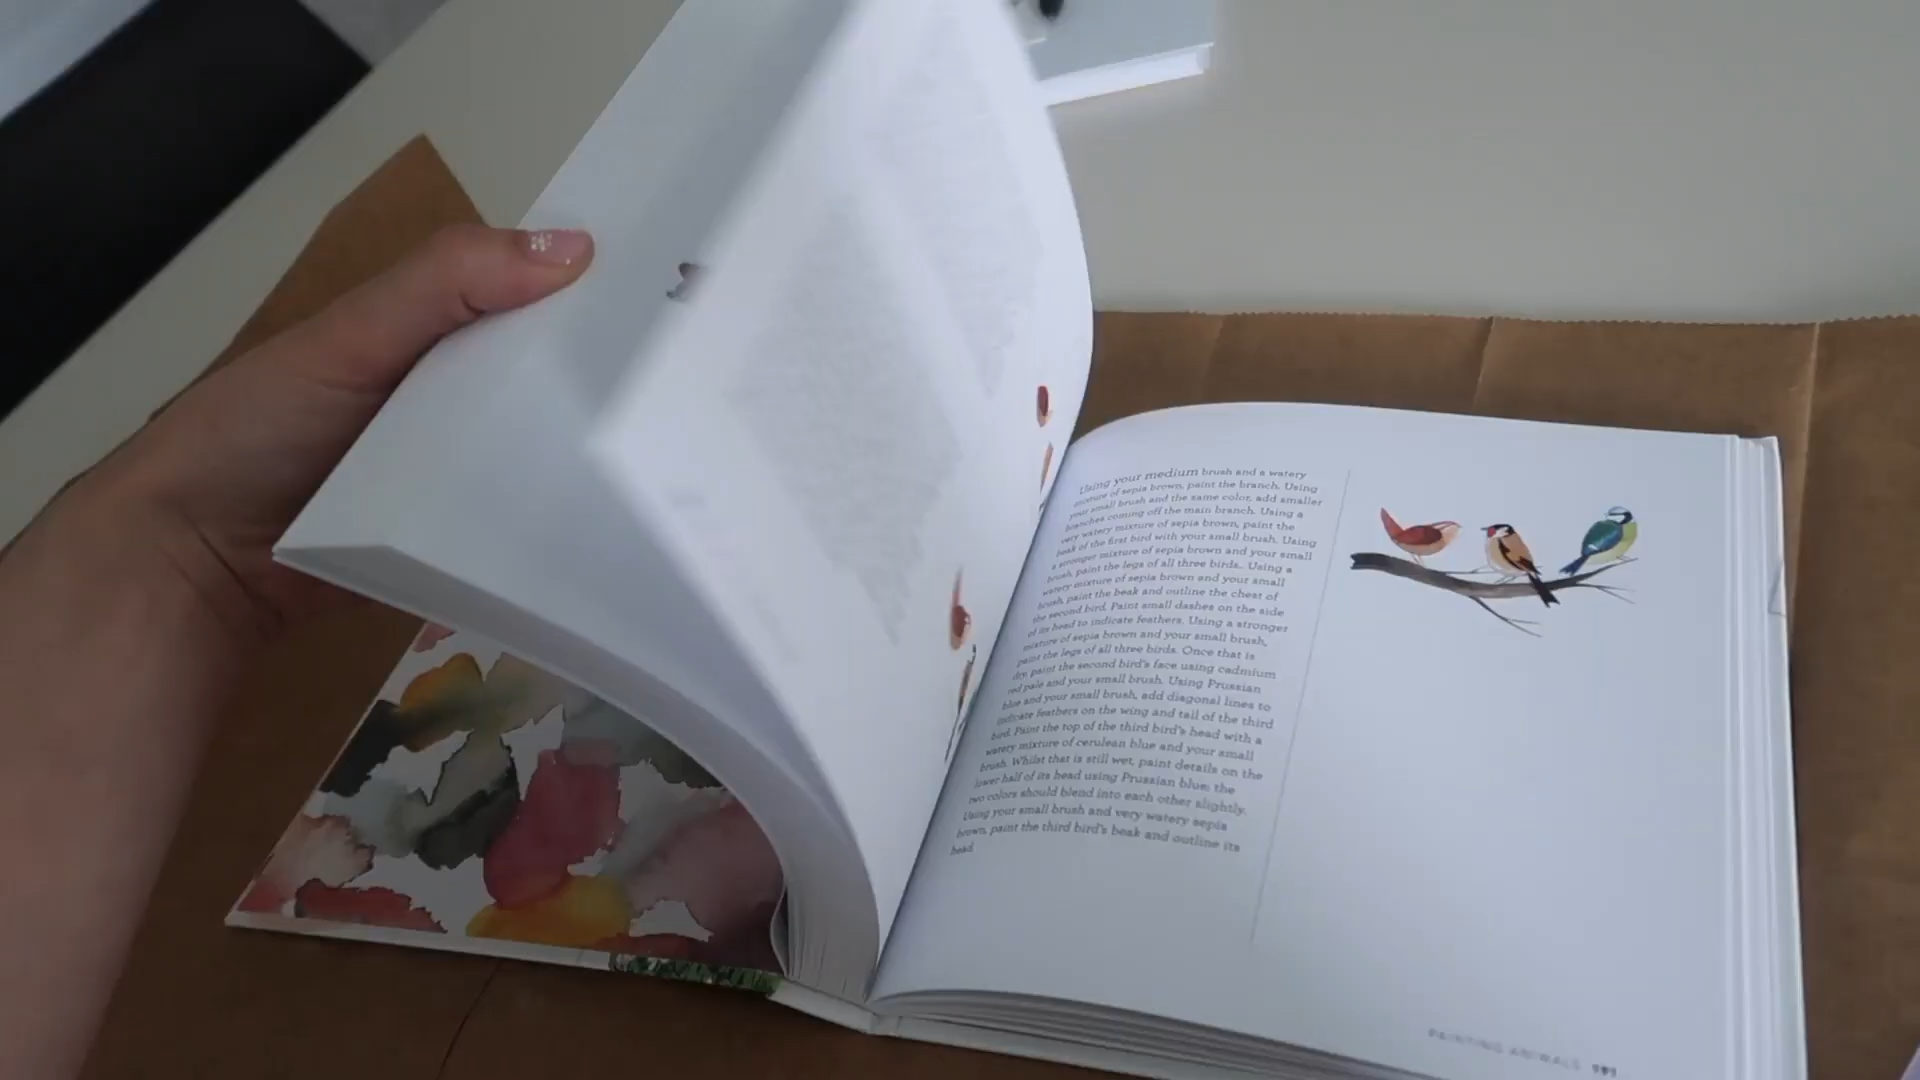 Using your medium brush and a watery
mixture of sepia brown, paint the branch. Using
your small brush and the same color, add smaller
branches coming off the main branch. Using a
very watery mixture of sepia brown, paint the
beak of the first bird with your small brush. Using
a stronger mixture of sepia brown and your small
brush, paint the legs of all three birds. Using a
watery mixture of sepia brown and your small
brush, paint the beak and outline the chest of
the second bird. Paint small dashes on the side
of its head to indicate feathers. Using a stronger
mixture of sepia brown and your small brush,
paint the legs of all three birds. Once that is
dry, paint the second bird's face using cadmium
red pale and your small brush. Using Prussian
blue and your small brush, add diagonal lines to
indicate feathers on the wing and tail of the third
bird. Paint the top of the third bird's head with a
watery mixture of cerulean blue and your small
brush. Whilst that is still wet, paint details on the
lower half of its head using Prussian blue; the
two colors should blend into each other slightly.
Using your small brush and very watery sepia
brown, paint the third bird's beak and outline its
head.
PAINTING ANIMALS